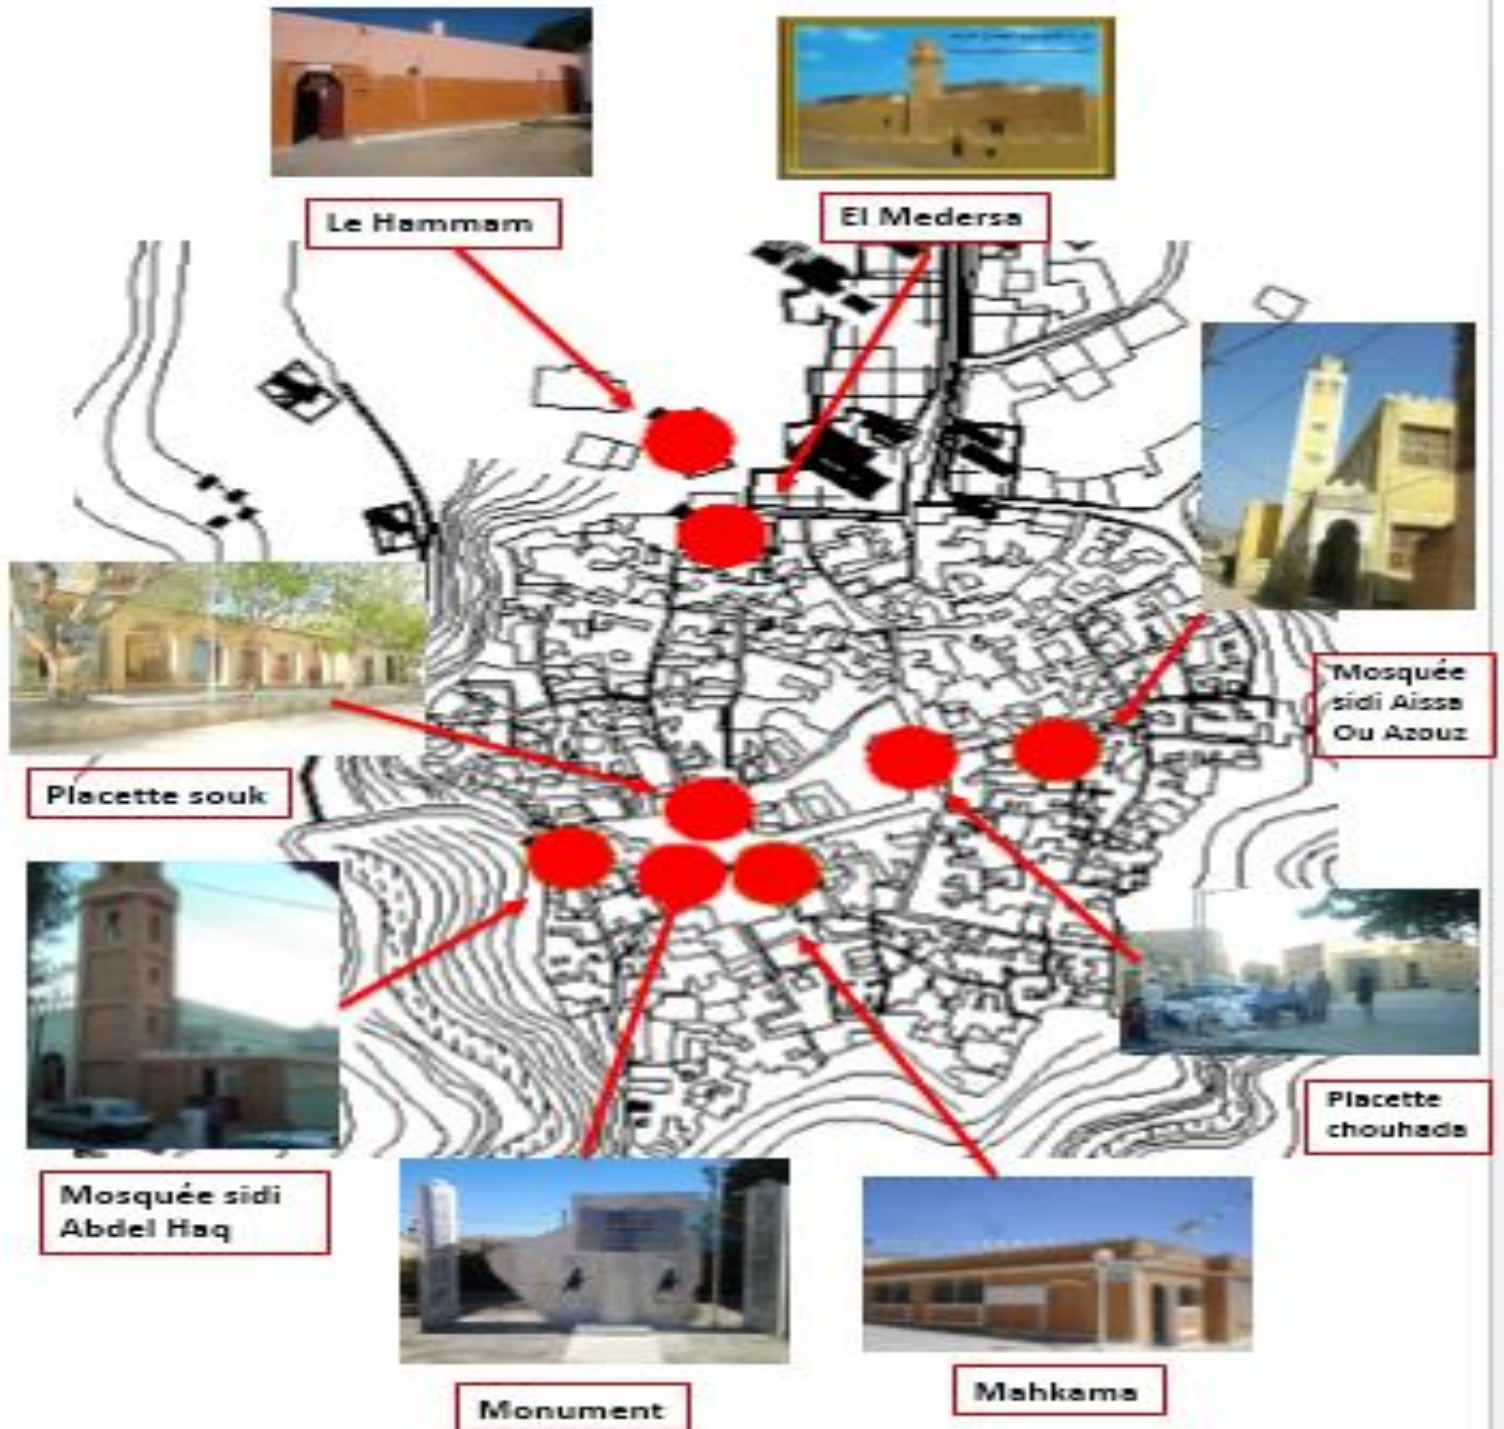 Le Hammam
El Medersa
Mosquée
sidi Aissa
Ou Azouz
Placette souk
Placette
chouhada
Mosquée sidi
Abdel Haq
Monument
Mahkama